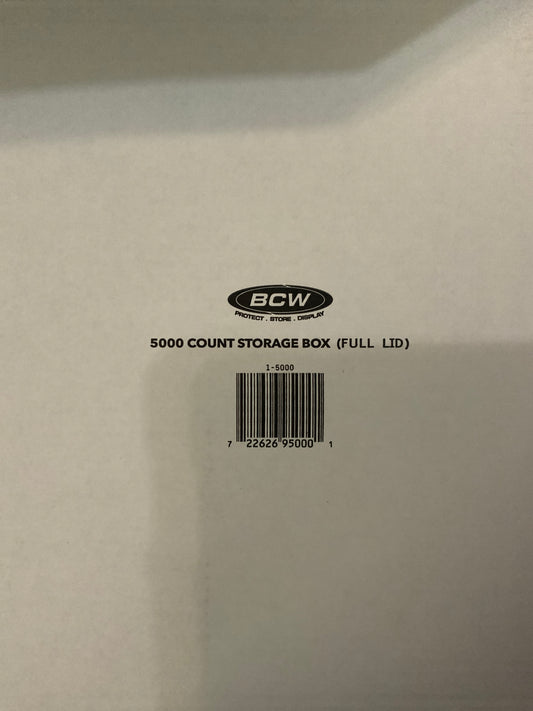 BCW
PROTECT . STORE . DISPLAY
5000 COUNT STORAGE BOX (FULL LID)
1-5000
7 22626 95000 1